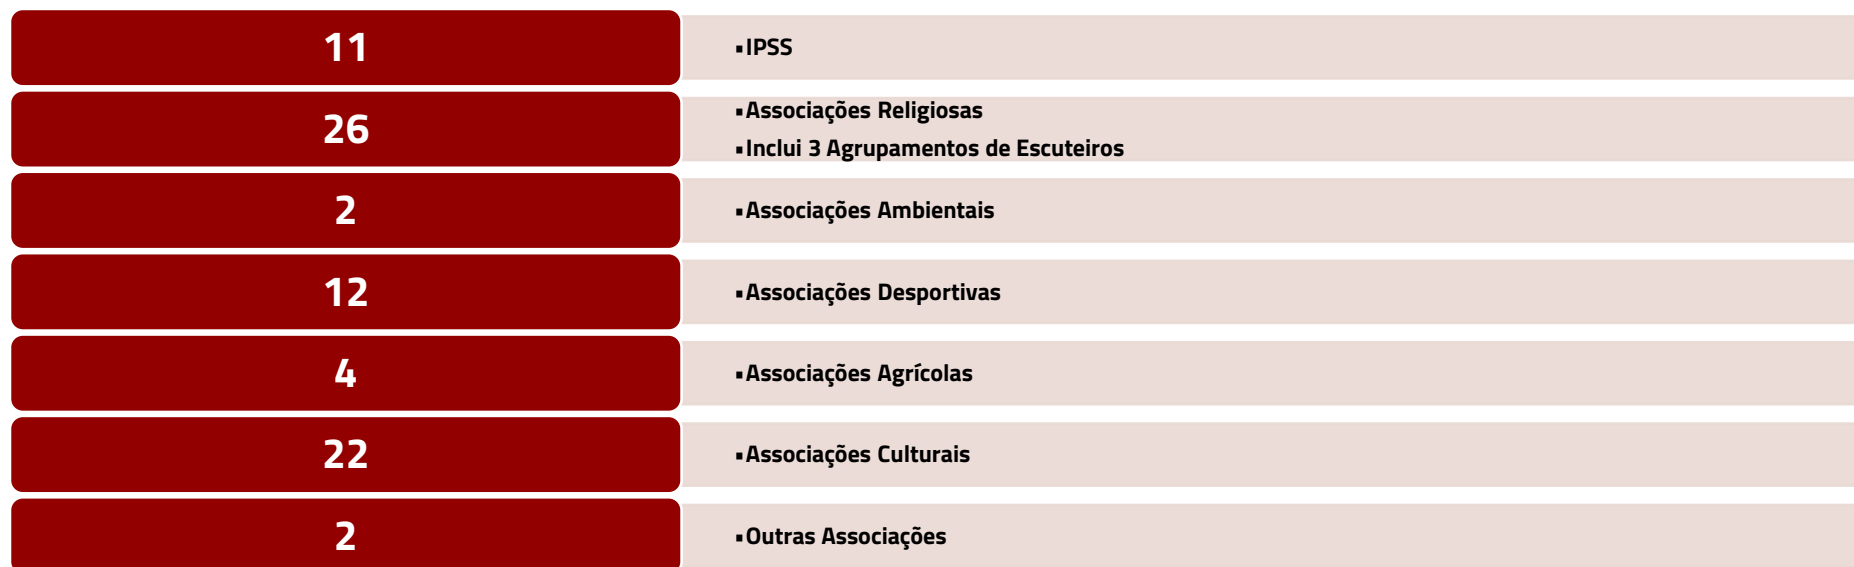 11
▪IPSS
26
▪Associações Religiosas
▪Inclui 3 Agrupamentos de Escuteiros
2
▪Associações Ambientais
12
▪Associações Desportivas
4
▪Associações Agrícolas
22
▪Associações Culturais
2
▪Outras Associações